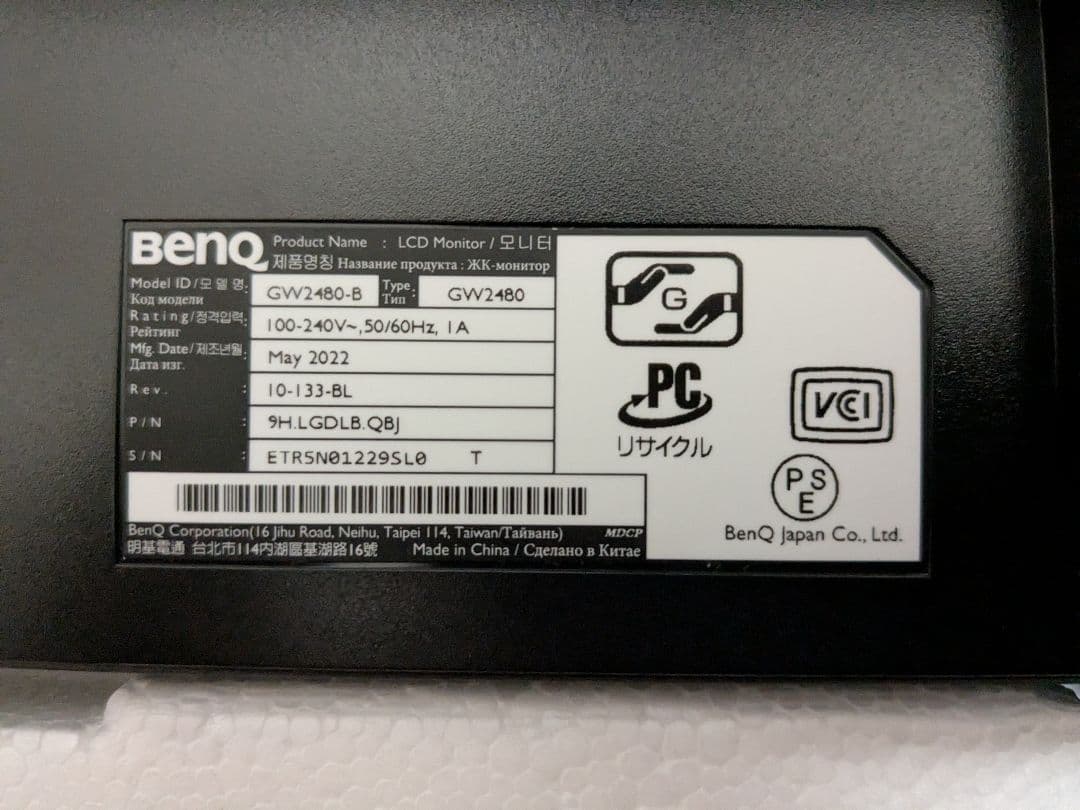 BenQ
Product Name : LCD Monitor / 모니터
제품명칭 Название продукта : ЖК-монитор
Model ID / 모델명 : GW2480-B Type : GW2480
Код модели Тип
Rating/정격입력 : 100-240V~,50/60Hz, 1A
Рейтинг
Mfg. Date/제조년월 : May 2022
Дата изг.
Rev. : 10-133-BL
P/N : 9H.LGDLB.QBJ
S/N : ETR5N01229SL0 T
BenQ Corporation(16 Jihu Road, Neihu, Taipei 114, Taiwan/Тайвань) MDCP
明基電通 台北市114內湖區基湖路16號 Made in China / Сделано в Китае
G
PC
リサイクル
VCCI
PSE
BenQ Japan Co., Ltd.